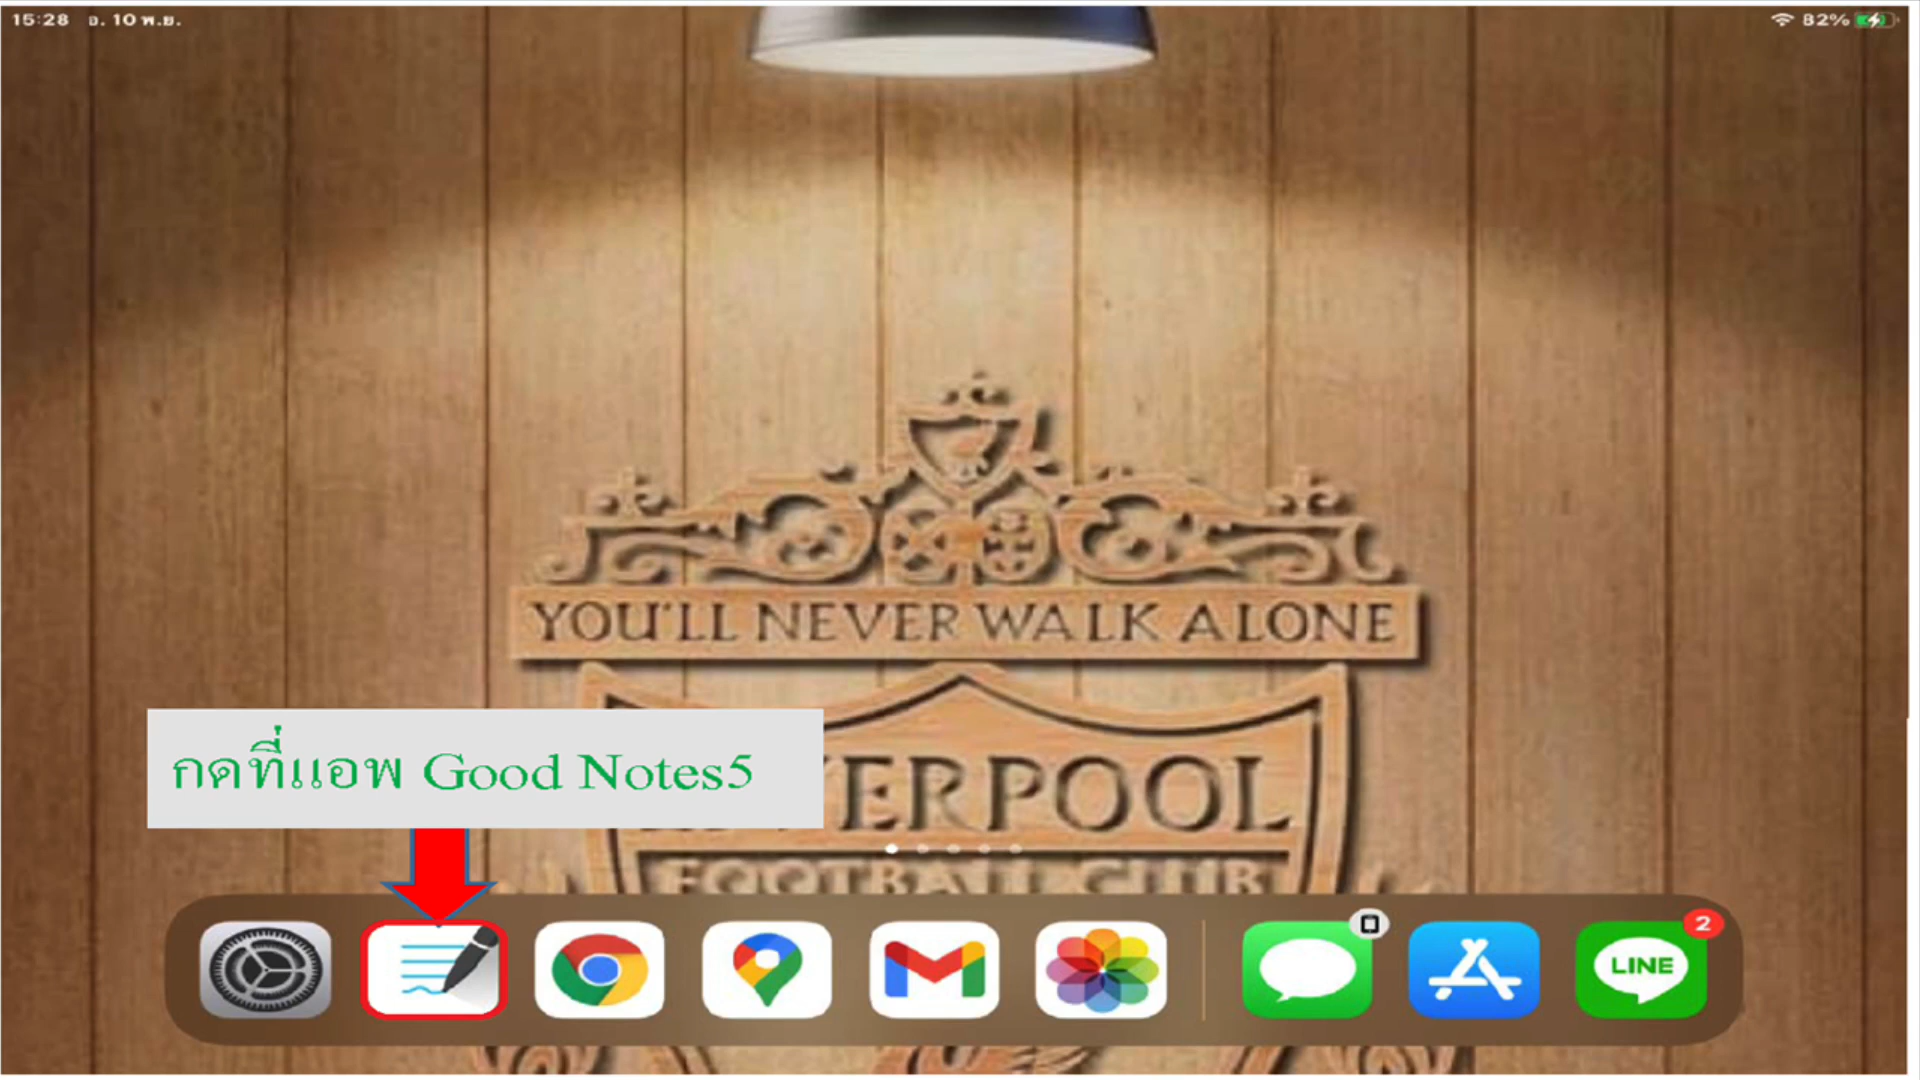 15:28 อ. 10 พ.ย.
82%
YOU'LL NEVER WALK ALONE
กดที่แอพ Good Notes5
ERPOOL
FOOTBALL CLUB
2
LINE